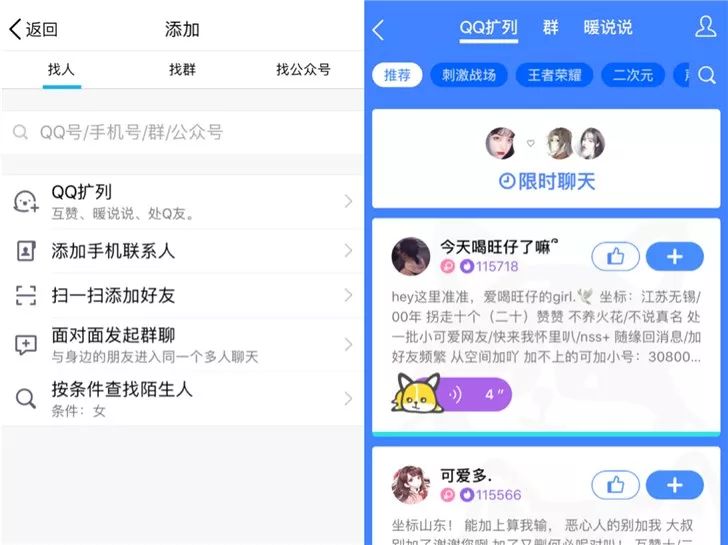 返回
添加
找人
找群
找公众号
QQ号/手机号/群/公众号
QQ扩列
互赞、暖说说、处Q友。
添加手机联系人
扫一扫添加好友
面对面发起群聊
与身边的朋友进入同一个多人聊天
按条件查找陌生人
条件：女
QQ扩列
群
暖说说
推荐
刺激战场
王者荣耀
二次元
限时聊天
今天喝旺仔了嘛
115718
hey这里准准，爱喝旺仔的girl.🕊 坐标：江苏无锡/
00年 拐走十个（二十）赞赞 不养火花/不说真名 处
一批小可爱网友/快来我怀里叭/nss+ 随缘回消息/加
好友频繁 从空间加吖 加不上的可加小号：30800...
4 "
可爱多.
115566
坐标山东！ 能加上算我输， 恶心人的别加我 大叔